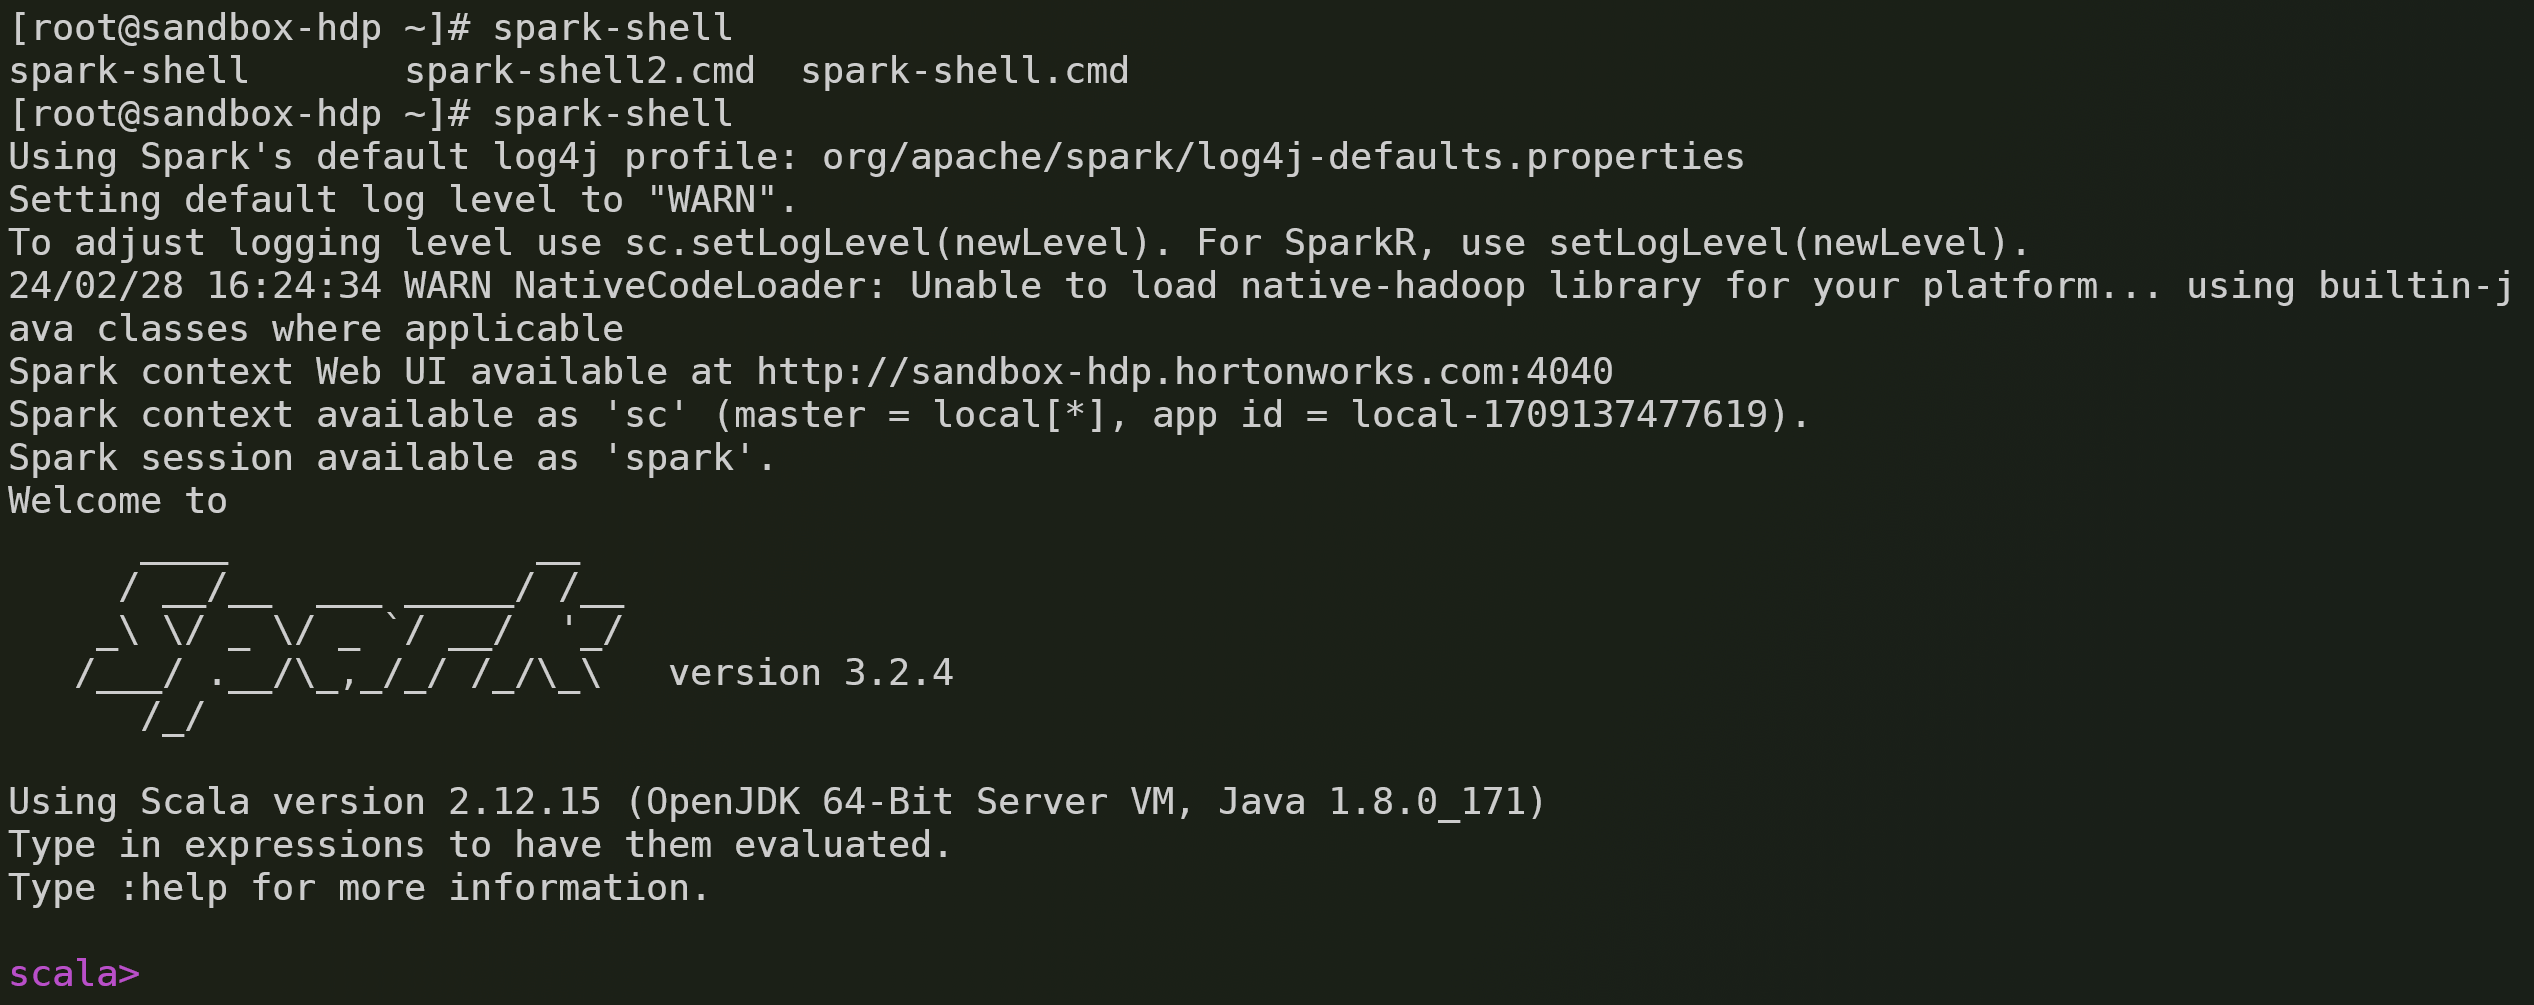 [root@sandbox-hdp ~]# spark-shell
spark-shell       spark-shell2.cmd  spark-shell.cmd
[root@sandbox-hdp ~]# spark-shell
Using Spark's default log4j profile: org/apache/spark/log4j-defaults.properties
Setting default log level to "WARN".
To adjust logging level use sc.setLogLevel(newLevel). For SparkR, use setLogLevel(newLevel).
24/02/28 16:24:34 WARN NativeCodeLoader: Unable to load native-hadoop library for your platform... using builtin-j
ava classes where applicable
Spark context Web UI available at http://sandbox-hdp.hortonworks.com:4040
Spark context available as 'sc' (master = local[*], app id = local-1709137477619).
Spark session available as 'spark'.
Welcome to
      ____              __
     / __/__  ___ _____/ /__
    _\ \/ _ \/ _ `/ __/  '_/
   /___/ .__/\_,_/_/ /_/\_\   version 3.2.4
      /_/
Using Scala version 2.12.15 (OpenJDK 64-Bit Server VM, Java 1.8.0_171)
Type in expressions to have them evaluated.
Type :help for more information.
scala>